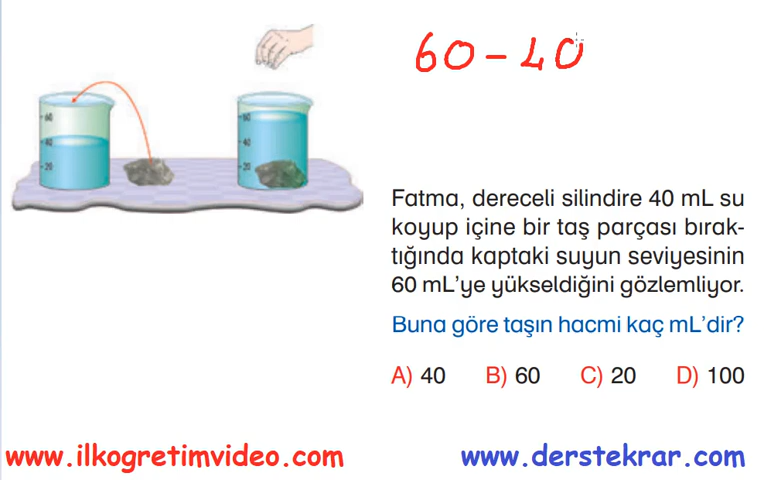 60 - 40
60
40
20
60
40
20
Fatma, dereceli silindire 40 mL su
koyup içine bir taş parçası bırak-
tığında kaptaki suyun seviyesinin
60 mL'ye yükseldiğini gözlemliyor.
Buna göre taşın hacmi kaç mL'dir?
A) 40 B) 60 C) 20 D) 100
www.ilkogretimvideo.com www.derstekrar.com